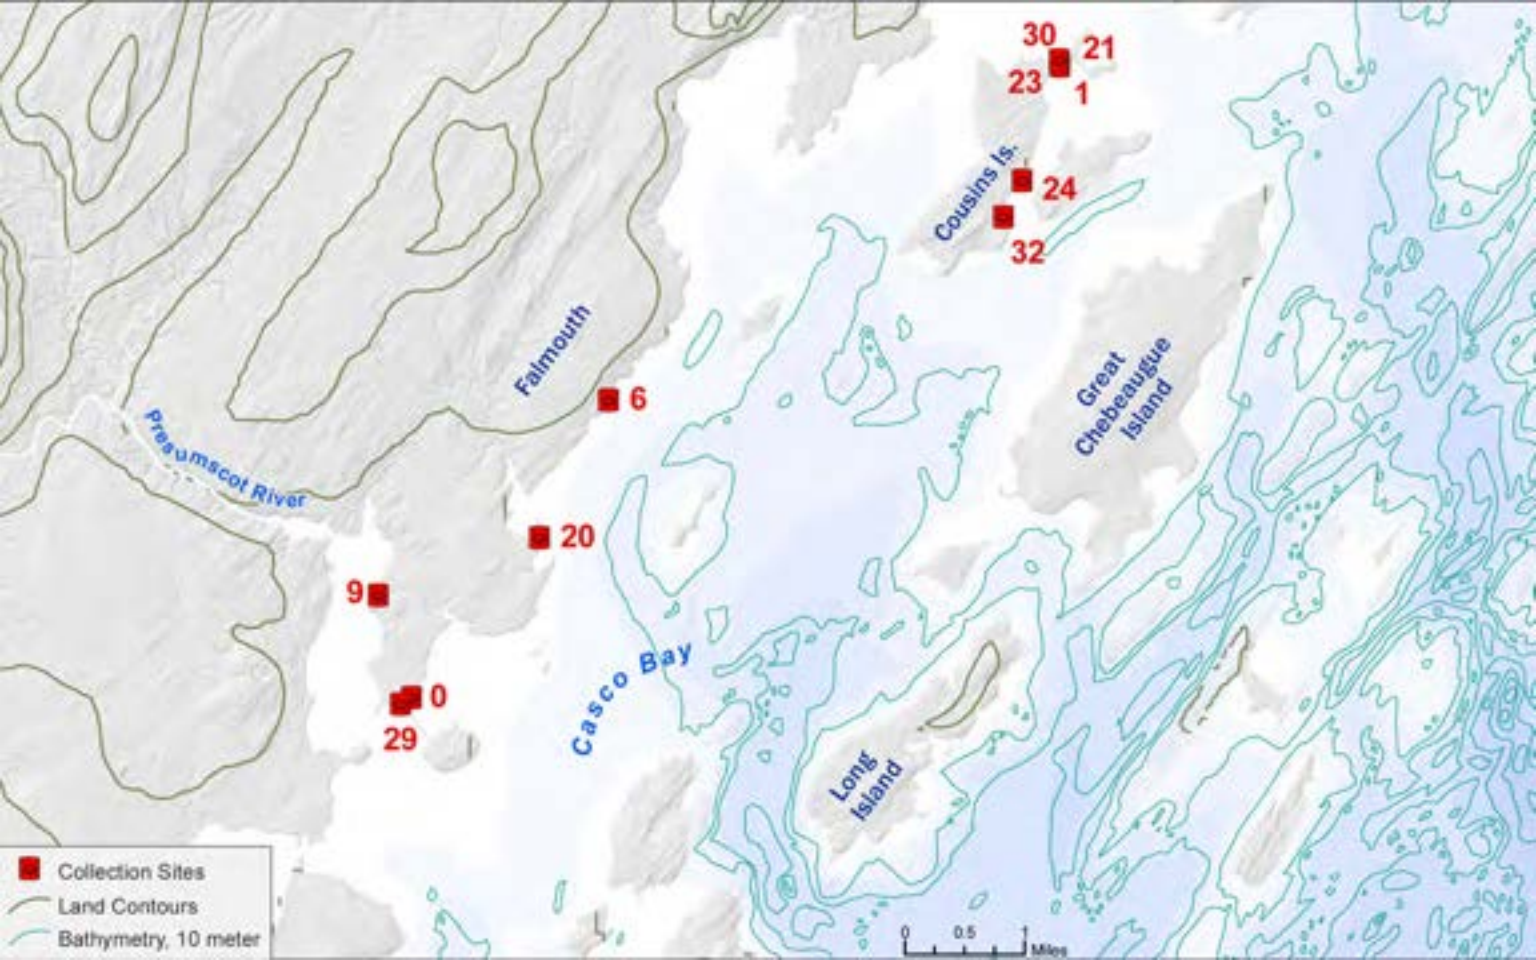 30
21
23
1
Cousins Is.
24
32
Falmouth
Great
Chebeaugue
Island
6
Presumscot River
20
9
Casco Bay
0
29
Long
Island
Collection Sites
Land Contours
Bathymetry, 10 meter
0 0.5 1
Miles